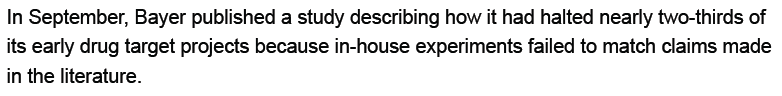 In September, Bayer published a study describing how it had halted nearly two-thirds of
its early drug target projects because in-house experiments failed to match claims made
in the literature.